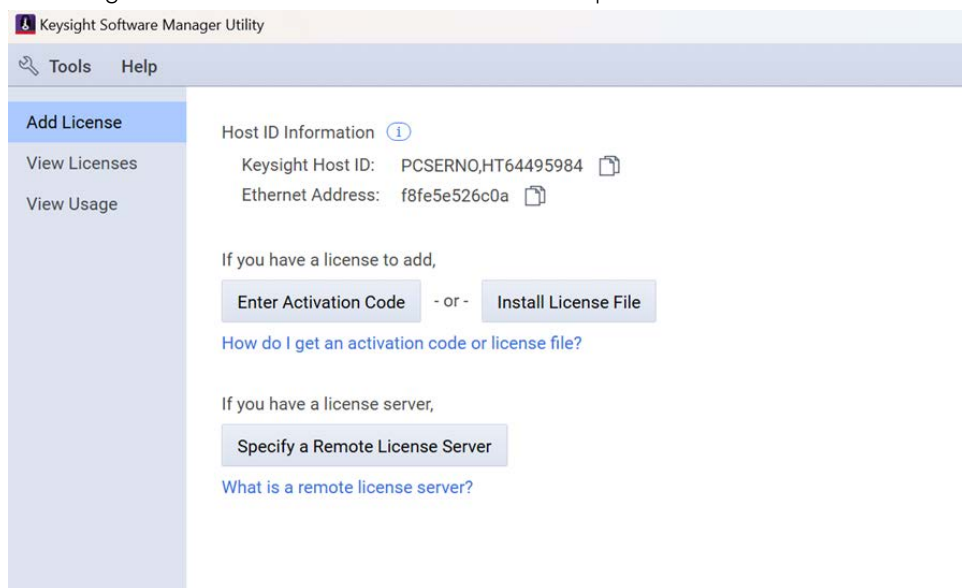 Keysight Software Manager Utility
Tools Help
Add License
View Licenses
View Usage
Host ID Information i
Keysight Host ID: PCSERNO,HT64495984
Ethernet Address: f8fe5e526c0a
If you have a license to add,
Enter Activation Code - or - Install License File
How do I get an activation code or license file?
If you have a license server,
Specify a Remote License Server
What is a remote license server?